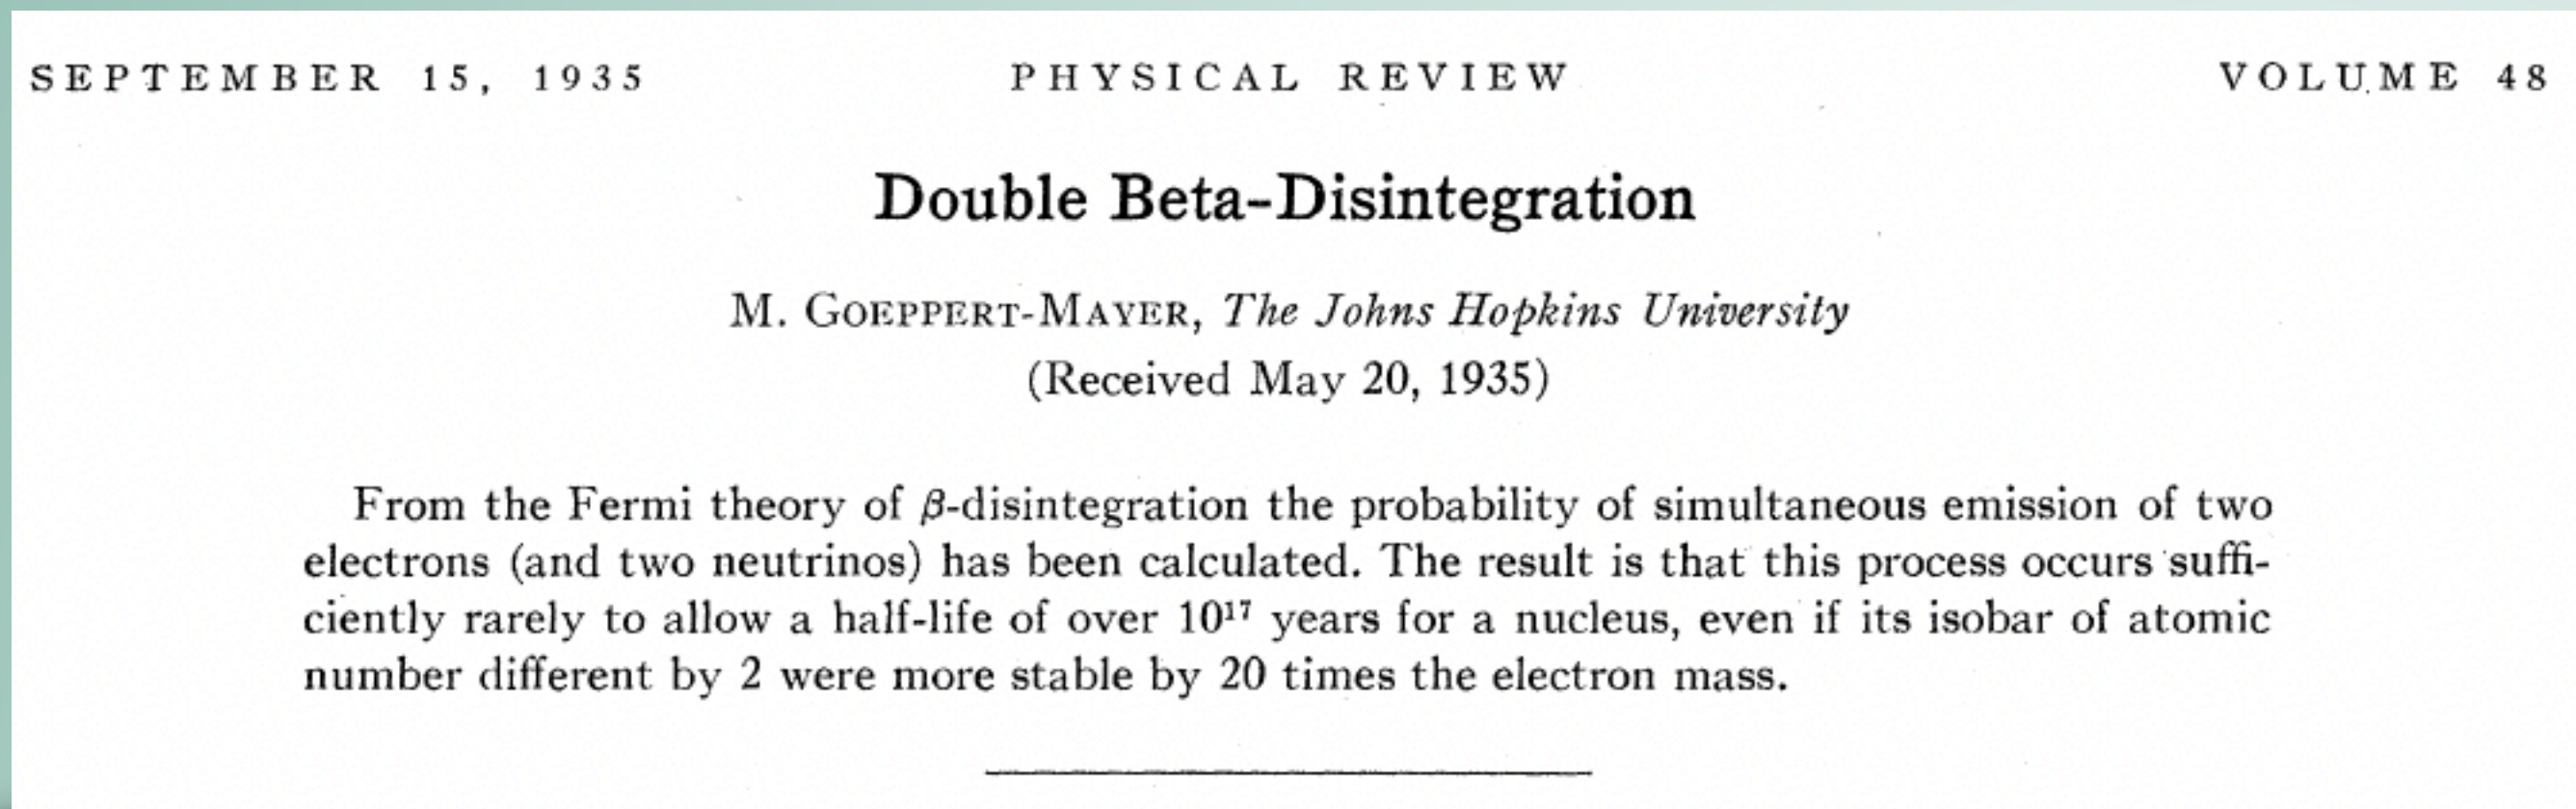 SEPTEMBER 15, 1935 PHYSICAL REVIEW VOLUME 48
Double Beta-Disintegration
M. GOEPPERT-MAYER, The Johns Hopkins University
(Received May 20, 1935)
From the Fermi theory of β-disintegration the probability of simultaneous emission of two
electrons (and two neutrinos) has been calculated. The result is that this process occurs suffi-
ciently rarely to allow a half-life of over 10¹⁷ years for a nucleus, even if its isobar of atomic
number different by 2 were more stable by 20 times the electron mass.